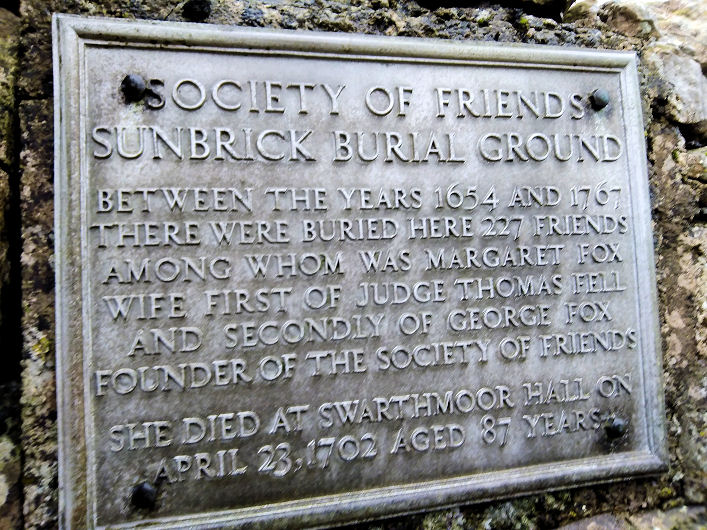 SOCIETY OF FRIENDS
SUNBRICK BURIAL GROUND
BETWEEN THE YEARS 1654 AND 1767
THERE WERE BURIED HERE 227 FRIENDS
AMONG WHOM WAS MARGARET FOX
WIFE FIRST OF JUDGE THOMAS FELL
AND SECONDLY OF GEORGE FOX
FOUNDER OF THE SOCIETY OF FRIENDS
SHE DIED AT SWARTHMOOR HALL ON
APRIL 23, 1702 AGED 87 YEARS